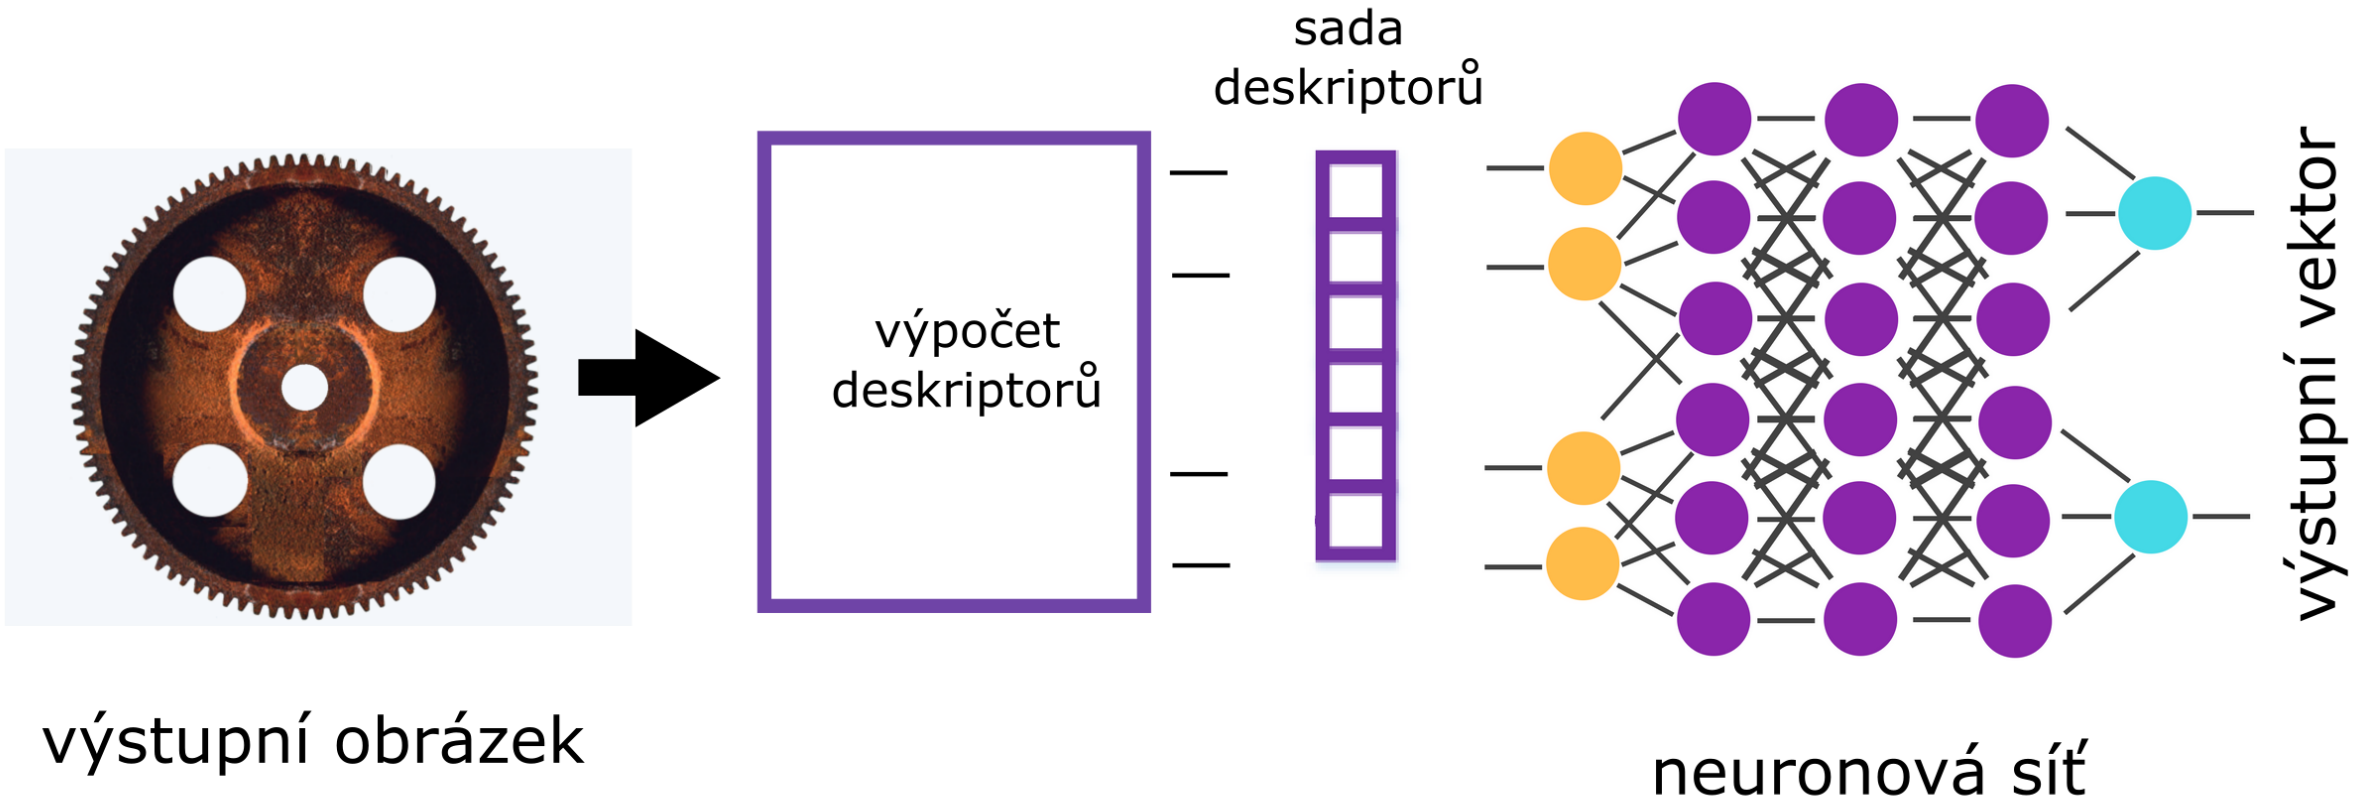 sada
deskriptorů
výpočet
deskriptorů
výstupní vektor
výstupní obrázek
neuronová síť